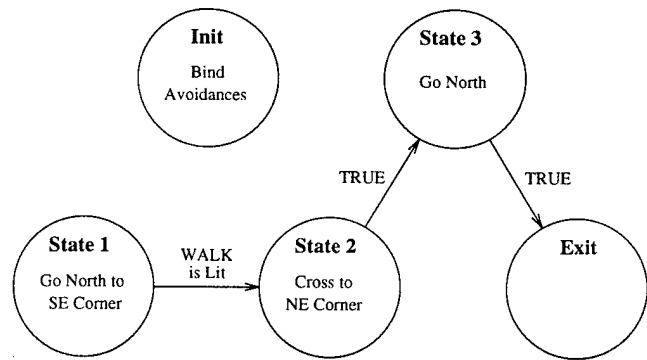 Init
Bind
Avoidances
State 3
Go North
TRUE
TRUE
State 1
Go North to
SE Corner
WALK
is Lit
State 2
Cross to
NE Corner
Exit